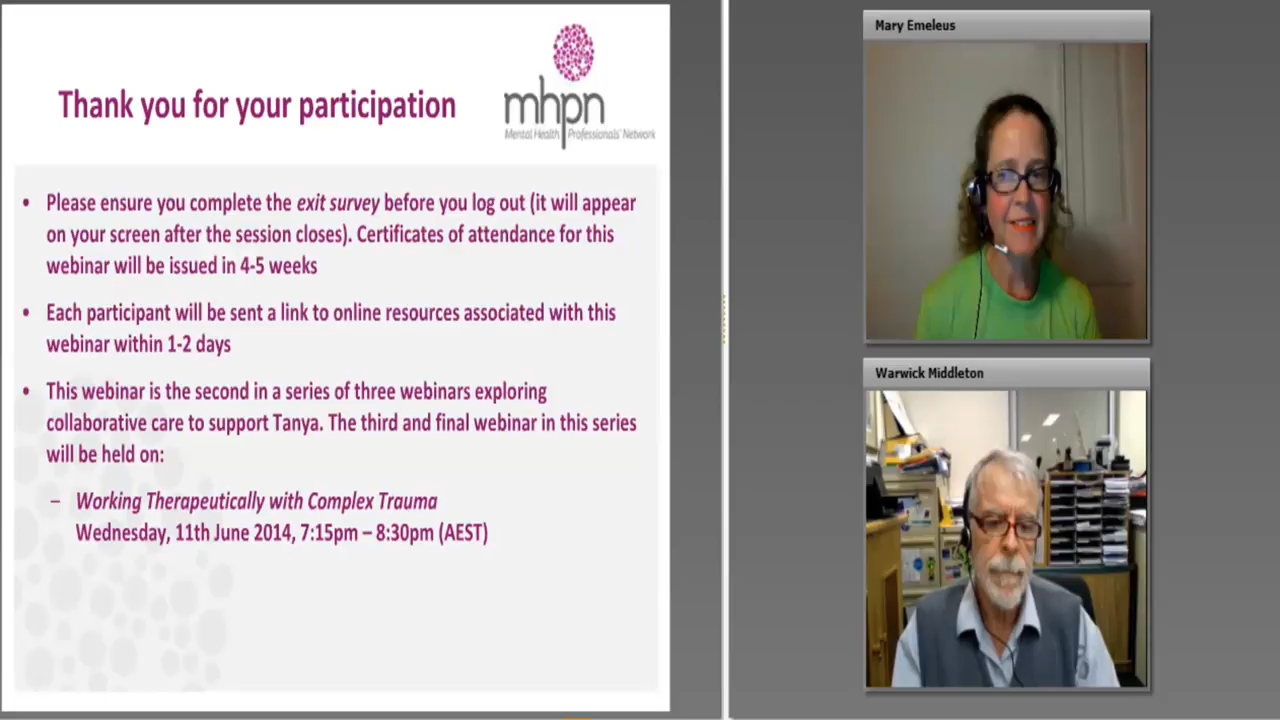 Thank you for your participation
mhpn
Mental Health Professionals' Network
• Please ensure you complete the exit survey before you log out (it will appear
on your screen after the session closes). Certificates of attendance for this
webinar will be issued in 4-5 weeks
• Each participant will be sent a link to online resources associated with this
webinar within 1-2 days
• This webinar is the second in a series of three webinars exploring
collaborative care to support Tanya. The third and final webinar in this series
will be held on:
– Working Therapeutically with Complex Trauma
Wednesday, 11th June 2014, 7:15pm – 8:30pm (AEST)
Mary Emeleus
Warwick Middleton